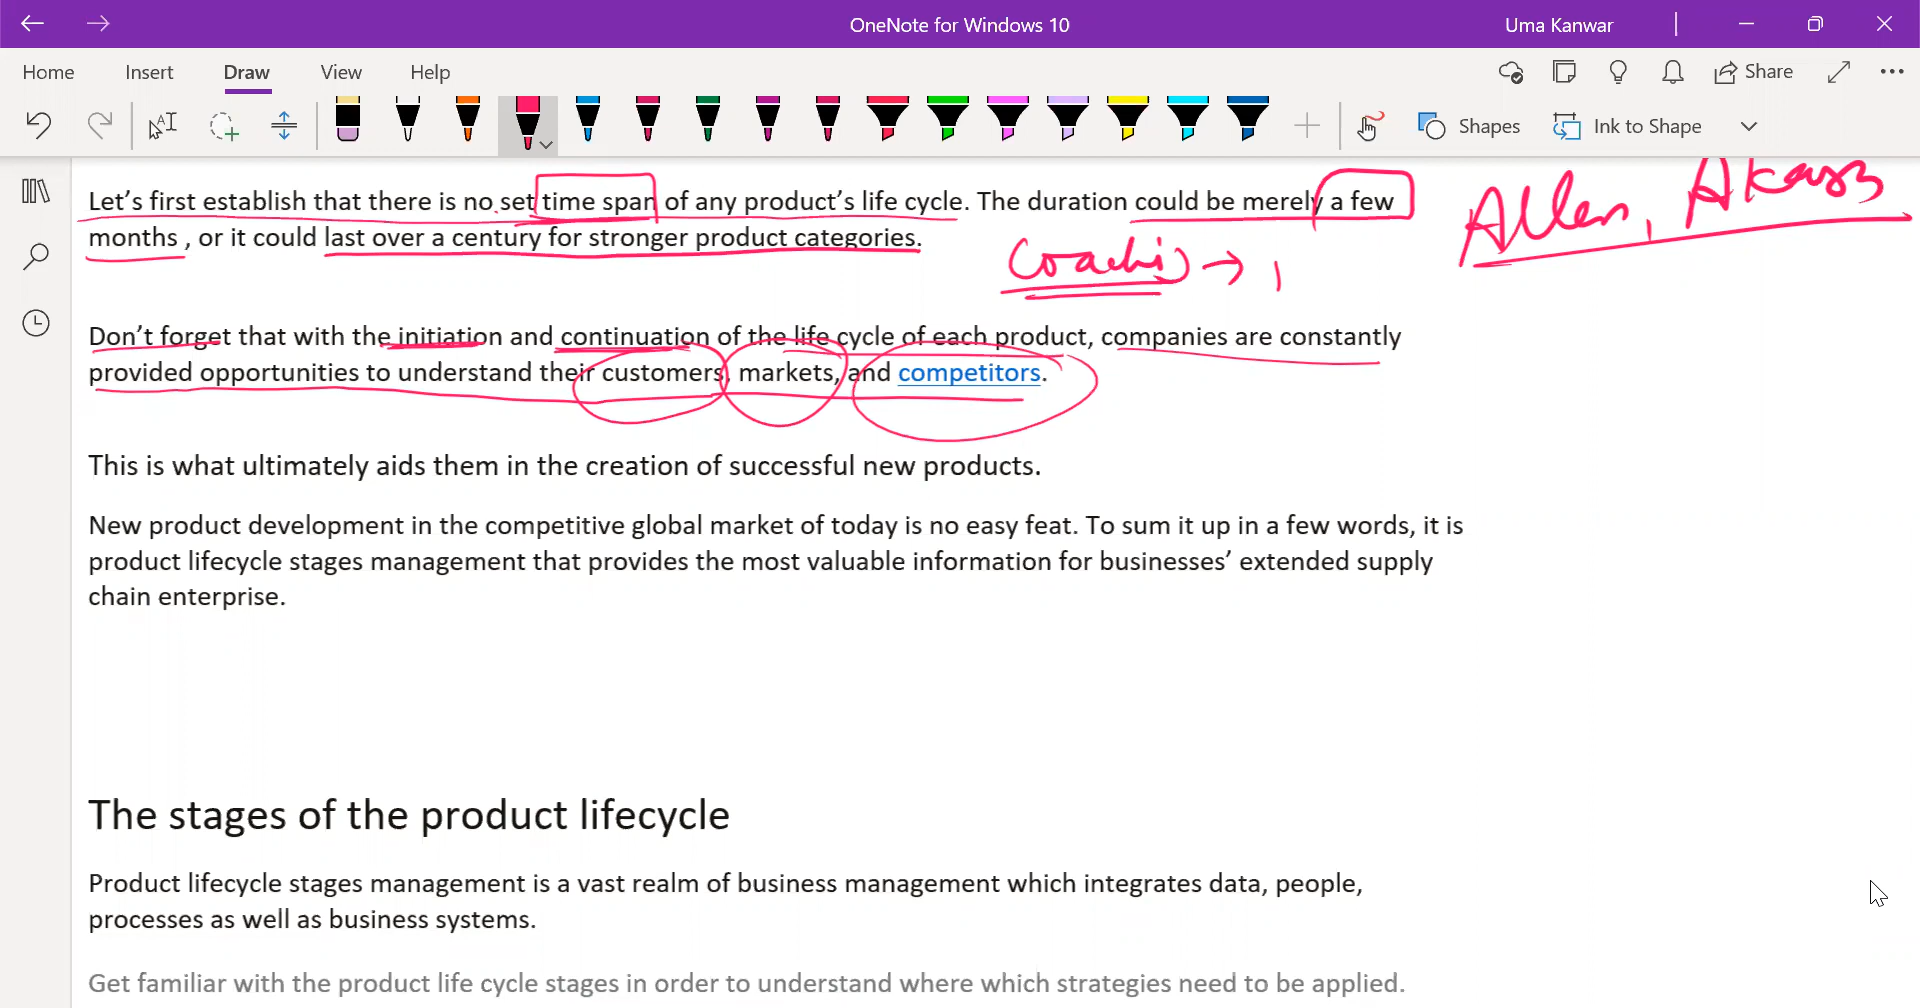 OneNote for Windows 10
Uma Kanwar
Home Insert Draw View Help
Share
Shapes
Ink to Shape
Let’s first establish that there is no set time span of any product’s life cycle. The duration could be merely a few
months , or it could last over a century for stronger product categories.
Allen,
Don’t forget that with the initiation and continuation of the life cycle of each product, companies are constantly
provided opportunities to understand their customers, markets, and competitors.
This is what ultimately aids them in the creation of successful new products.
New product development in the competitive global market of today is no easy feat. To sum it up in a few words, it is
product lifecycle stages management that provides the most valuable information for businesses’ extended supply
chain enterprise.
The stages of the product lifecycle
Product lifecycle stages management is a vast realm of business management which integrates data, people,
processes as well as business systems.
Get familiar with the product life cycle stages in order to understand where which strategies need to be applied.